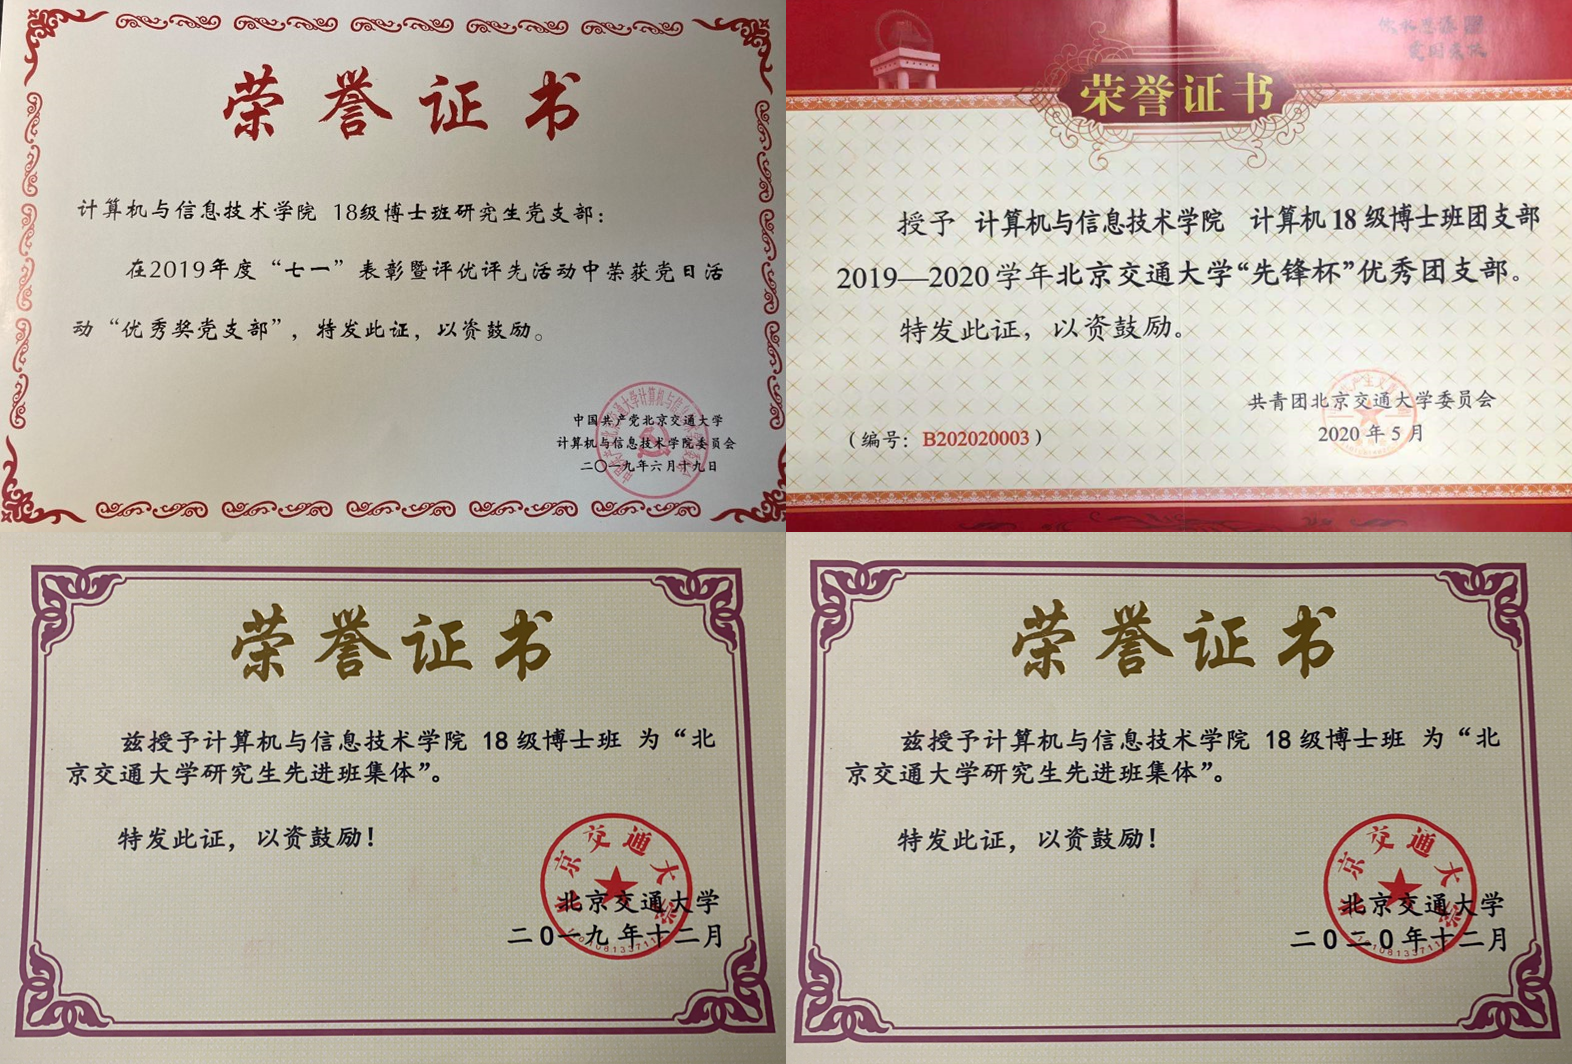 荣誉证书
计算机与信息技术学院 18级博士班研究生党支部：
在2019年度“七一”表彰暨评优评先活动中荣获党日活
动“优秀奖党支部”，特发此证，以资鼓励。
中国共产党北京交通大学
计算机与信息技术学院委员会
二〇一九年六月十九日
荣誉证书
授予 计算机与信息技术学院 计算机18级博士班团支部
2019—2020学年北京交通大学“先锋杯”优秀团支部。
特发此证，以资鼓励。
共青团北京交通大学委员会
2020年5月
（编号：B202020003）
荣誉证书
兹授予计算机与信息技术学院 18级博士班 为“北
京交通大学研究生先进班集体”。
特发此证，以资鼓励！
北京交通大学
北京交通大学
二0一九年十二月
荣誉证书
兹授予计算机与信息技术学院 18级博士班 为“北
京交通大学研究生先进班集体”。
特发此证，以资鼓励！
北京交通大学
北京交通大学
二0二0年十二月